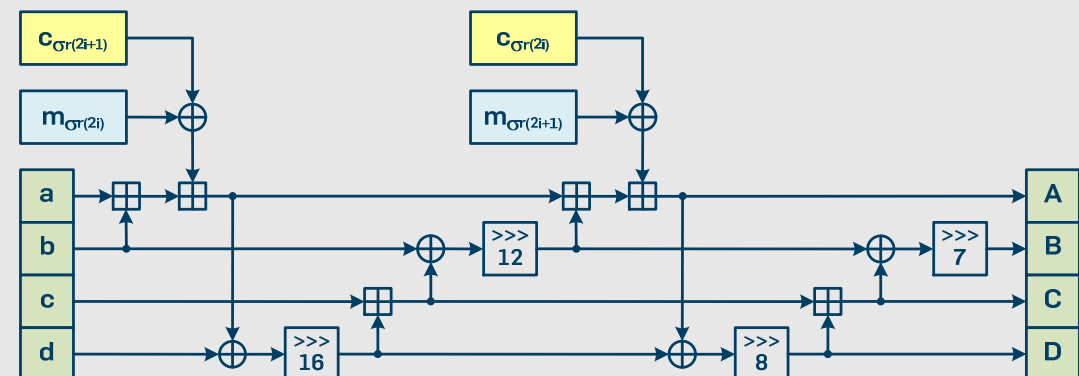 cσr(2i+1)
cσr(2i)
mσr(2i)
mσr(2i+1)
a
A
b
>>>
12
>>>
7
B
c
C
d
>>>
16
>>>
8
D